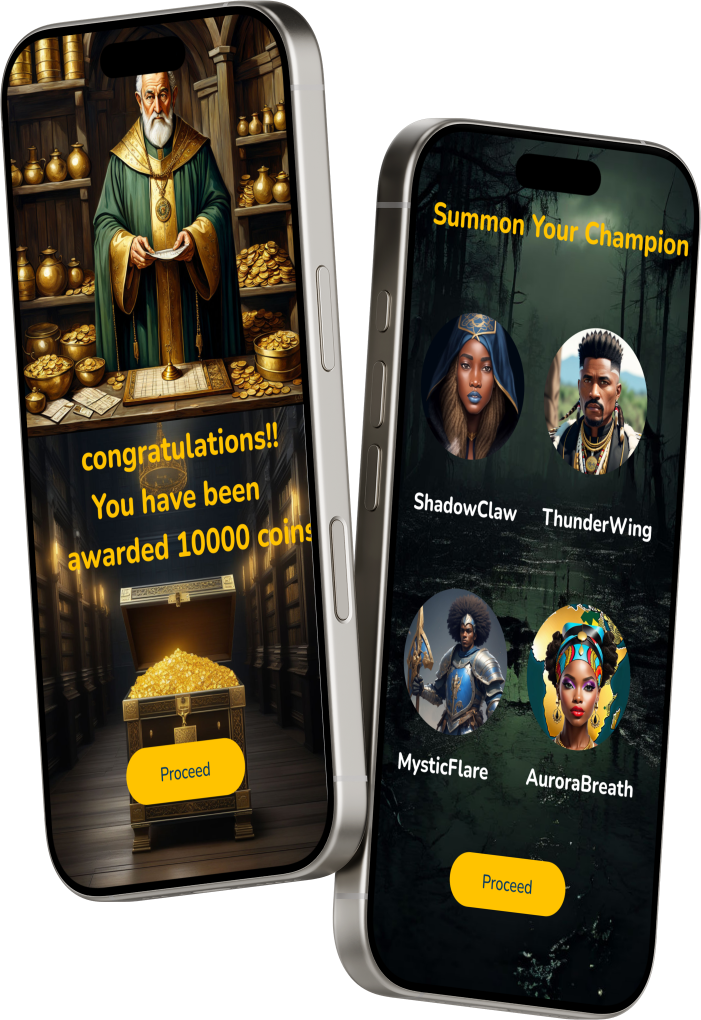 congratulations!!
You have been
awarded 10000 coins
Proceed
Summon Your Champion
ShadowClaw
ThunderWing
MysticFlare
AuroraBreath
Proceed